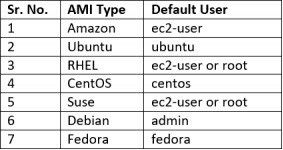 Sr. No. AMI Type Default User
1 Amazon ec2-user
2 Ubuntu ubuntu
3 RHEL ec2-user or root
4 CentOS centos
5 Suse ec2-user or root
6 Debian admin
7 Fedora fedora